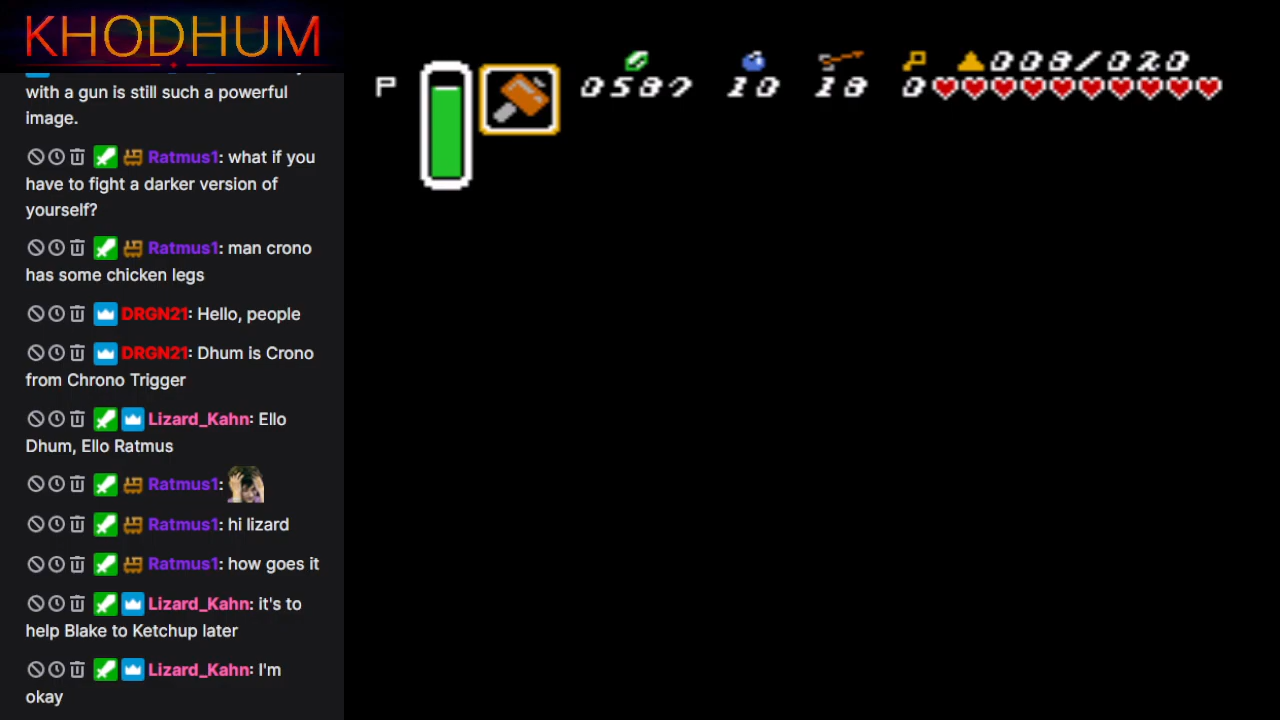 KHODHUM
with a gun is still such a powerful
image.
Ratmus1: what if you
have to fight a darker version of
yourself?
Ratmus1: man crono
has some chicken legs
DRGN21: Hello, people
DRGN21: Dhum is Crono
from Chrono Trigger
Lizard_Kahn: Ello
Dhum, Ello Ratmus
Ratmus1:
Ratmus1: hi lizard
Ratmus1: how goes it
Lizard_Kahn: it's to
help Blake to Ketchup later
Lizard_Kahn: I'm
okay
008/020
P 0587 10 18 0